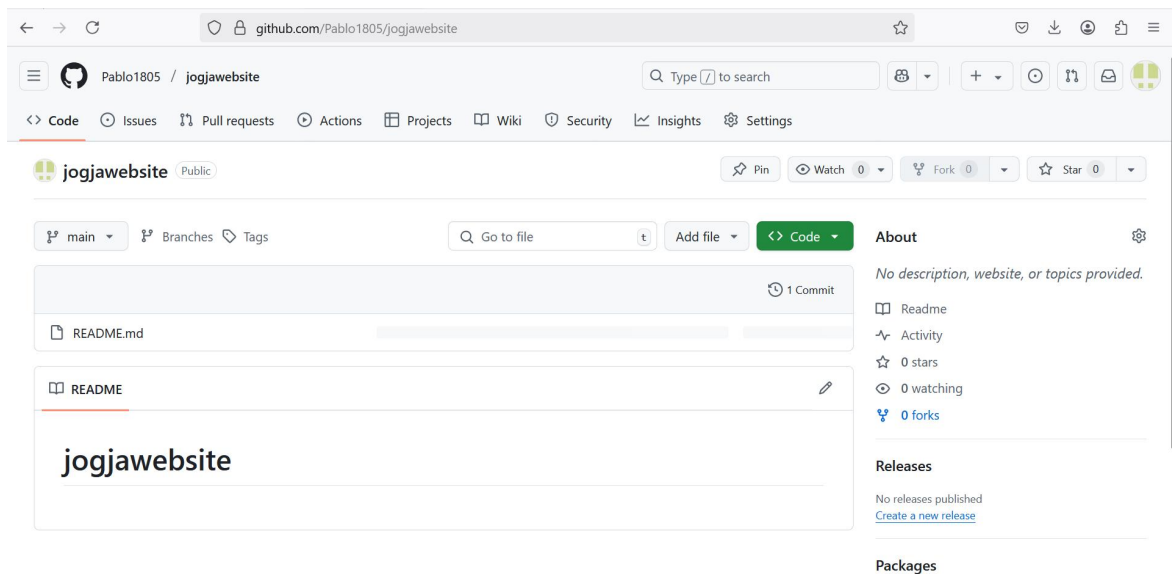 github.com/Pablo1805/jogjawebsite
Pablo1805 / jogjawebsite
Type / to search
<> Code Issues Pull requests Actions Projects Wiki Security Insights Settings
jogjawebsite Public
Pin Watch 0 Fork 0 Star 0
main Branches Tags Go to file t Add file <> Code
1 Commit
README.md
README
jogjawebsite
About
No description, website, or topics provided.
Readme
Activity
0 stars
0 watching
0 forks
Releases
No releases published
Create a new release
Packages